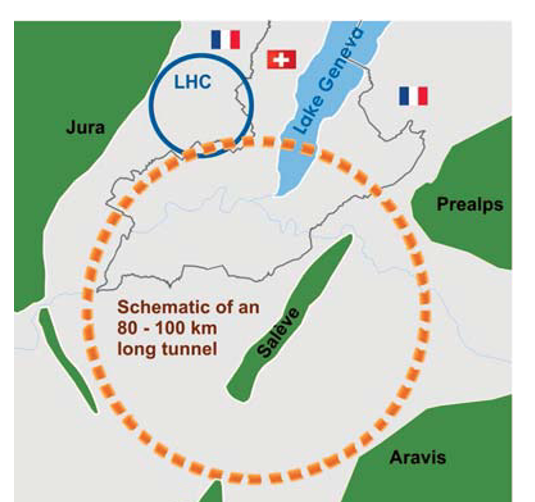 LHC
Lake Geneva
Jura
Prealps
Schematic of an
80 - 100 km
long tunnel
Salève
Aravis